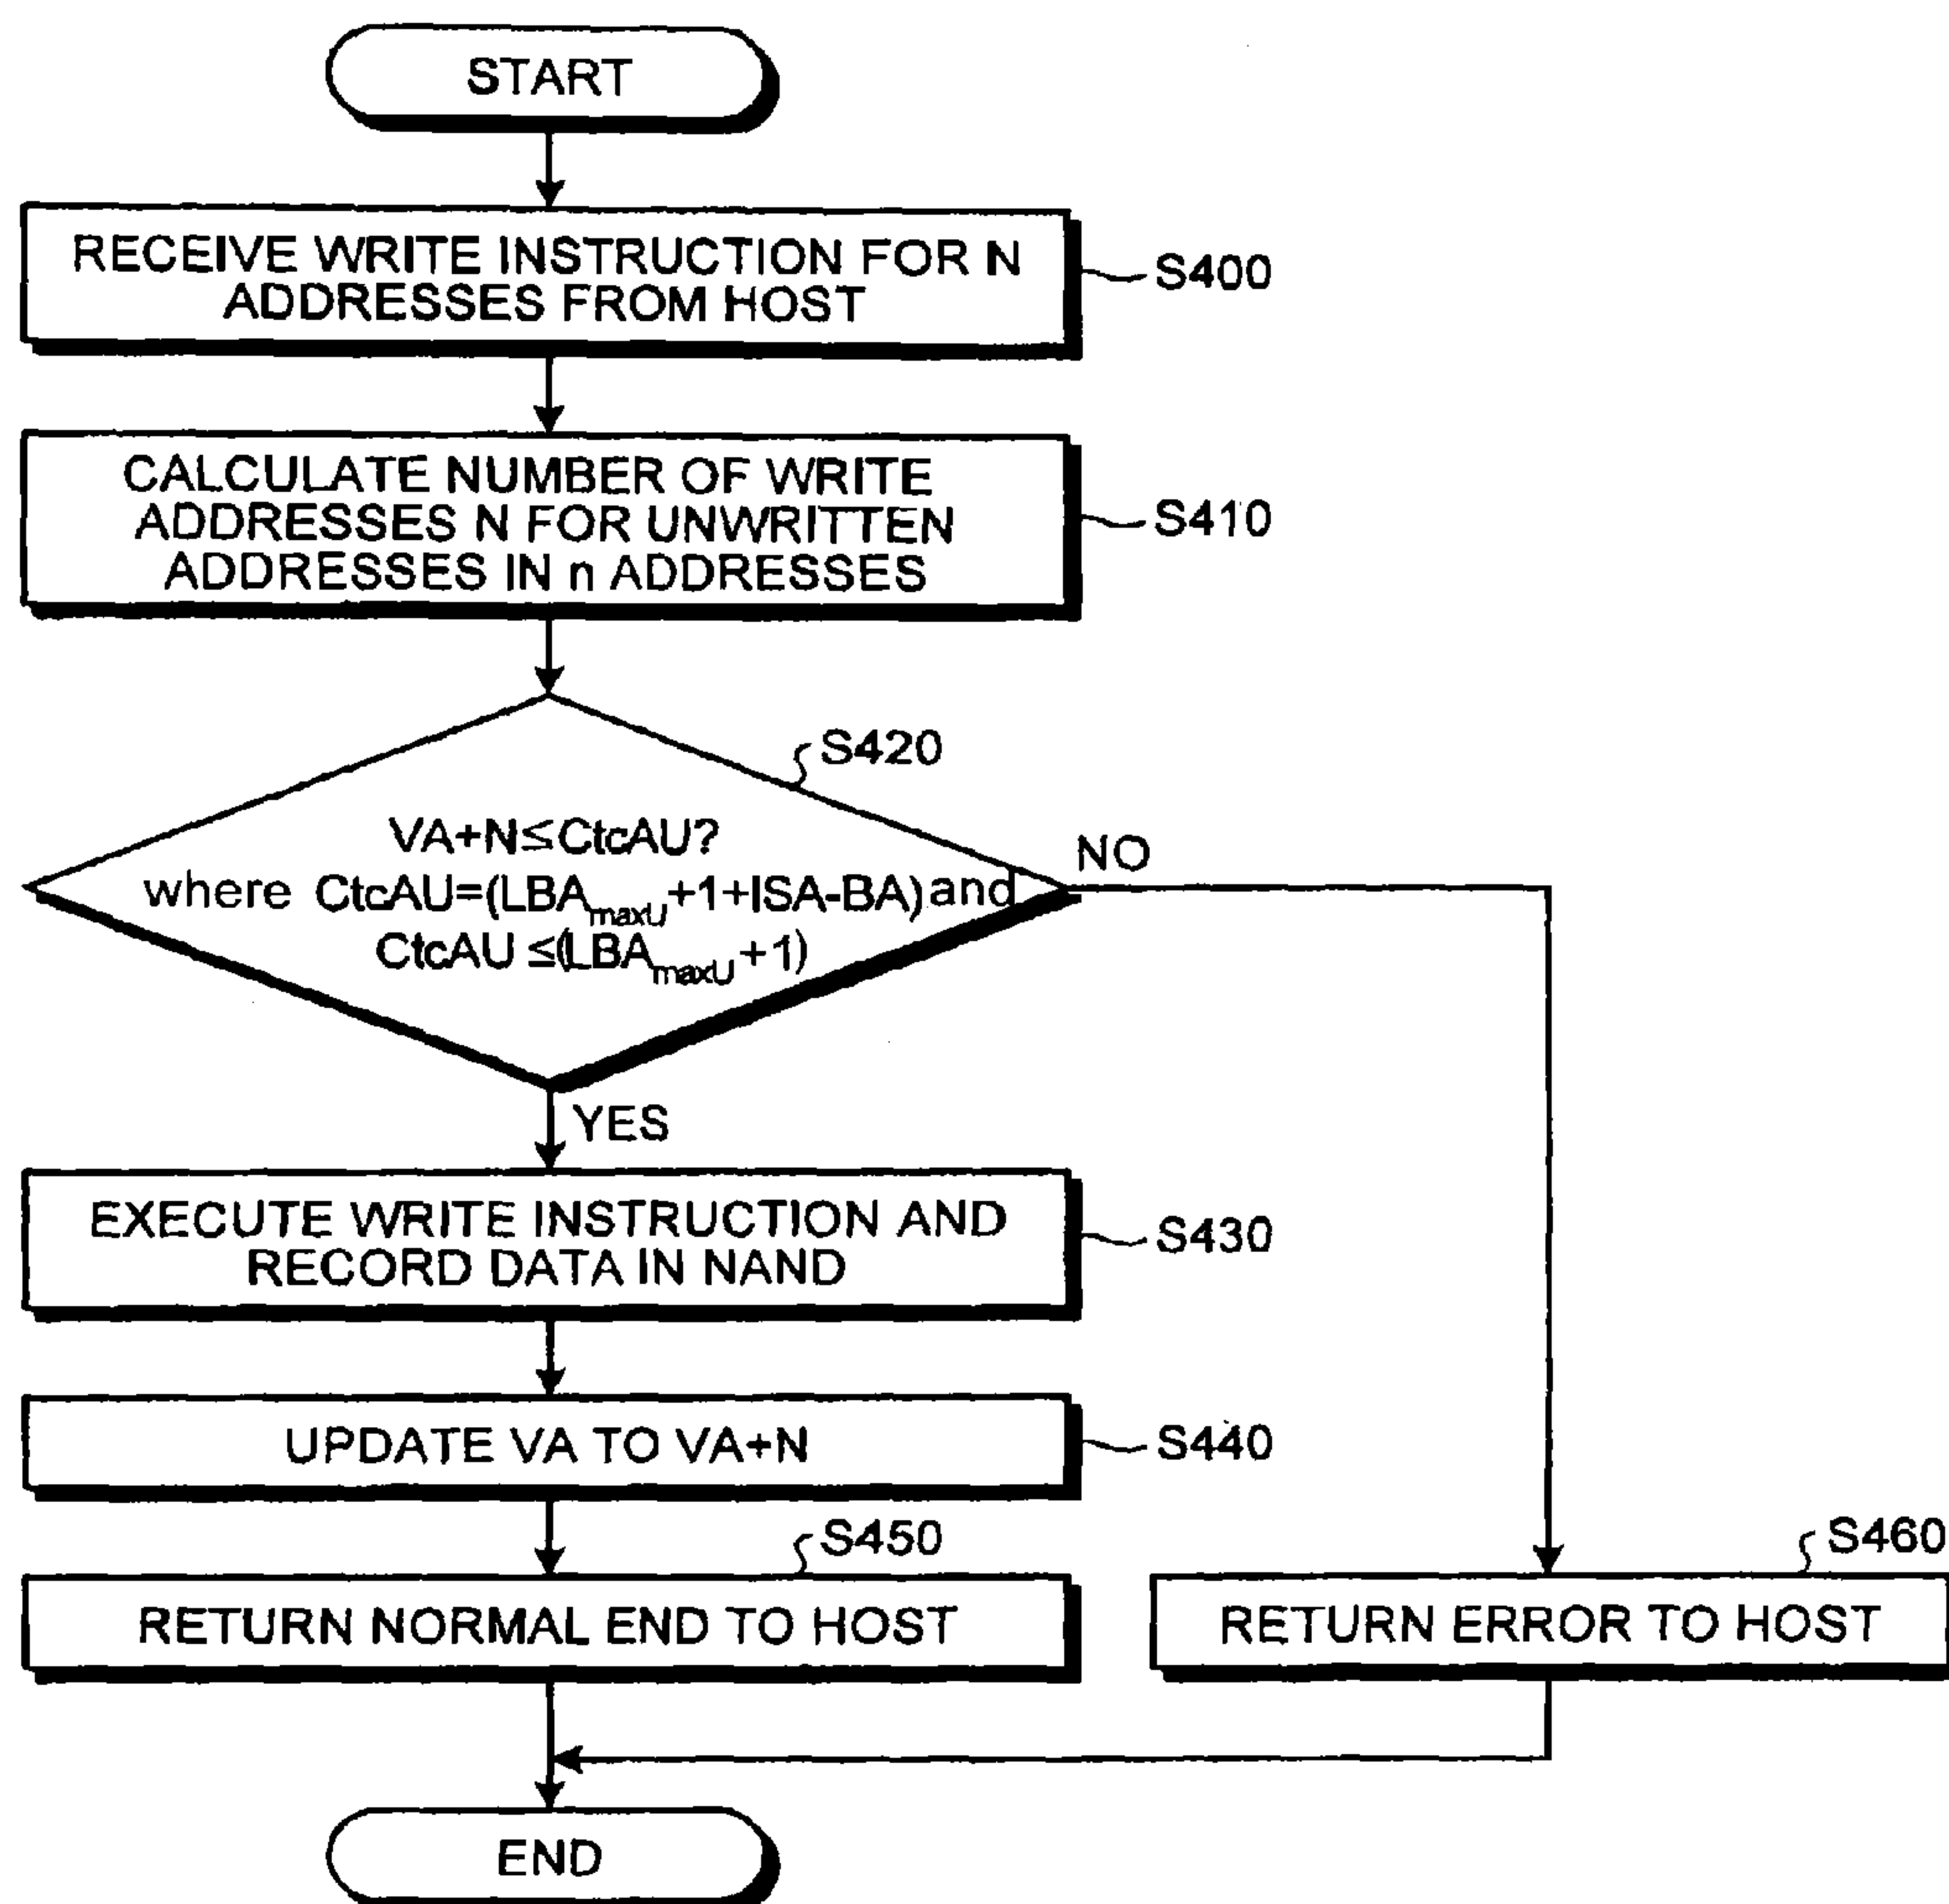 START
RECEIVE WRITE INSTRUCTION FOR N
ADDRESSES FROM HOST
S400
CALCULATE NUMBER OF WRITE
ADDRESSES N FOR UNWRITTEN
ADDRESSES IN n ADDRESSES
S410
S420
VA+N≤CtcAU?
where CtcAU=(LBAmaxU+1+ISA-BA) and
CtcAU ≤(LBAmaxU+1)
NO
YES
EXECUTE WRITE INSTRUCTION AND
RECORD DATA IN NAND
S430
UPDATE VA TO VA+N
S440
S450
RETURN NORMAL END TO HOST
S460
RETURN ERROR TO HOST
END